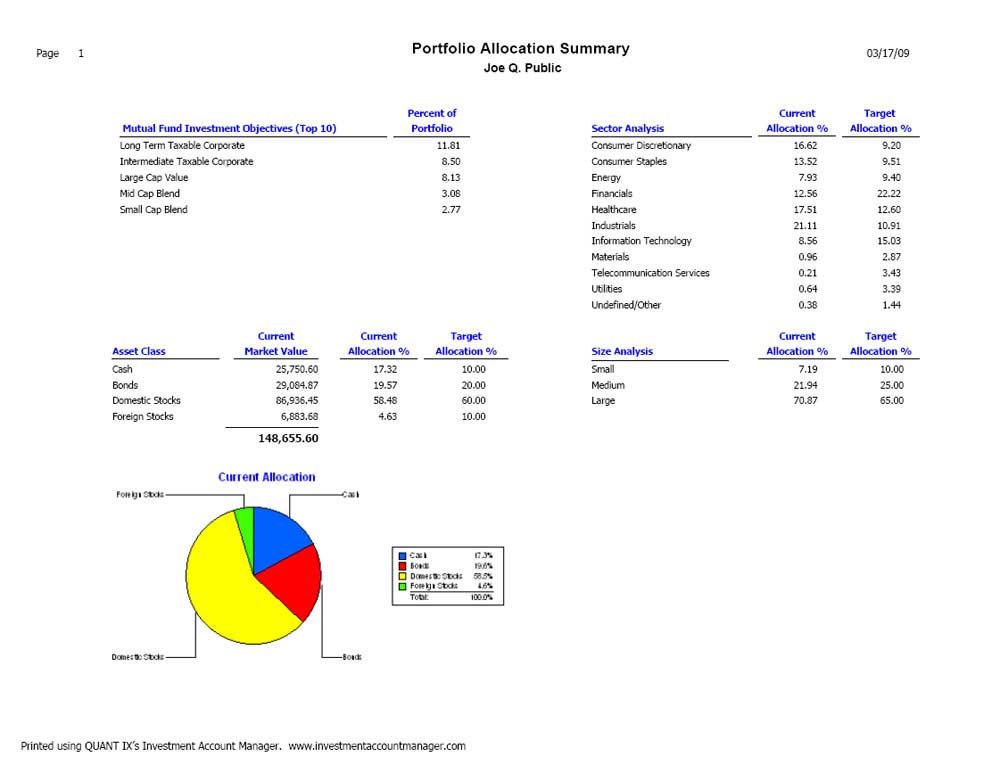 Page 1 Portfolio Allocation Summary 03/17/09
Joe Q. Public
Mutual Fund Investment Objectives (Top 10) Percent of Portfolio
Long Term Taxable Corporate 11.81
Intermediate Taxable Corporate 8.50
Large Cap Value 8.13
Mid Cap Blend 3.08
Small Cap Blend 2.77
Sector Analysis Current Allocation % Target Allocation %
Consumer Discretionary 16.62 9.20
Consumer Staples 13.52 9.51
Energy 7.93 9.40
Financials 12.56 22.22
Healthcare 17.51 12.60
Industrials 21.11 10.91
Information Technology 8.56 15.03
Materials 0.96 2.87
Telecommunication Services 0.21 3.43
Utilities 0.64 3.39
Undefined/Other 0.38 1.44
Asset Class Current Market Value Current Allocation % Target Allocation %
Cash 25,750.60 17.32 10.00
Bonds 29,084.87 19.57 20.00
Domestic Stocks 86,936.45 58.48 60.00
Foreign Stocks 6,883.68 4.63 10.00
148,655.60
Size Analysis Current Allocation % Target Allocation %
Small 7.19 10.00
Medium 21.94 25.00
Large 70.87 65.00
Current Allocation
Foreign Stocks Cash
Cash 17.3%
Bonds 19.6%
Domestic Stocks 58.5%
Foreign Stocks 4.6%
Total: 100.0%
Domestic Stocks Bonds
Printed using QUANT IX's Investment Account Manager. www.investmentaccountmanager.com